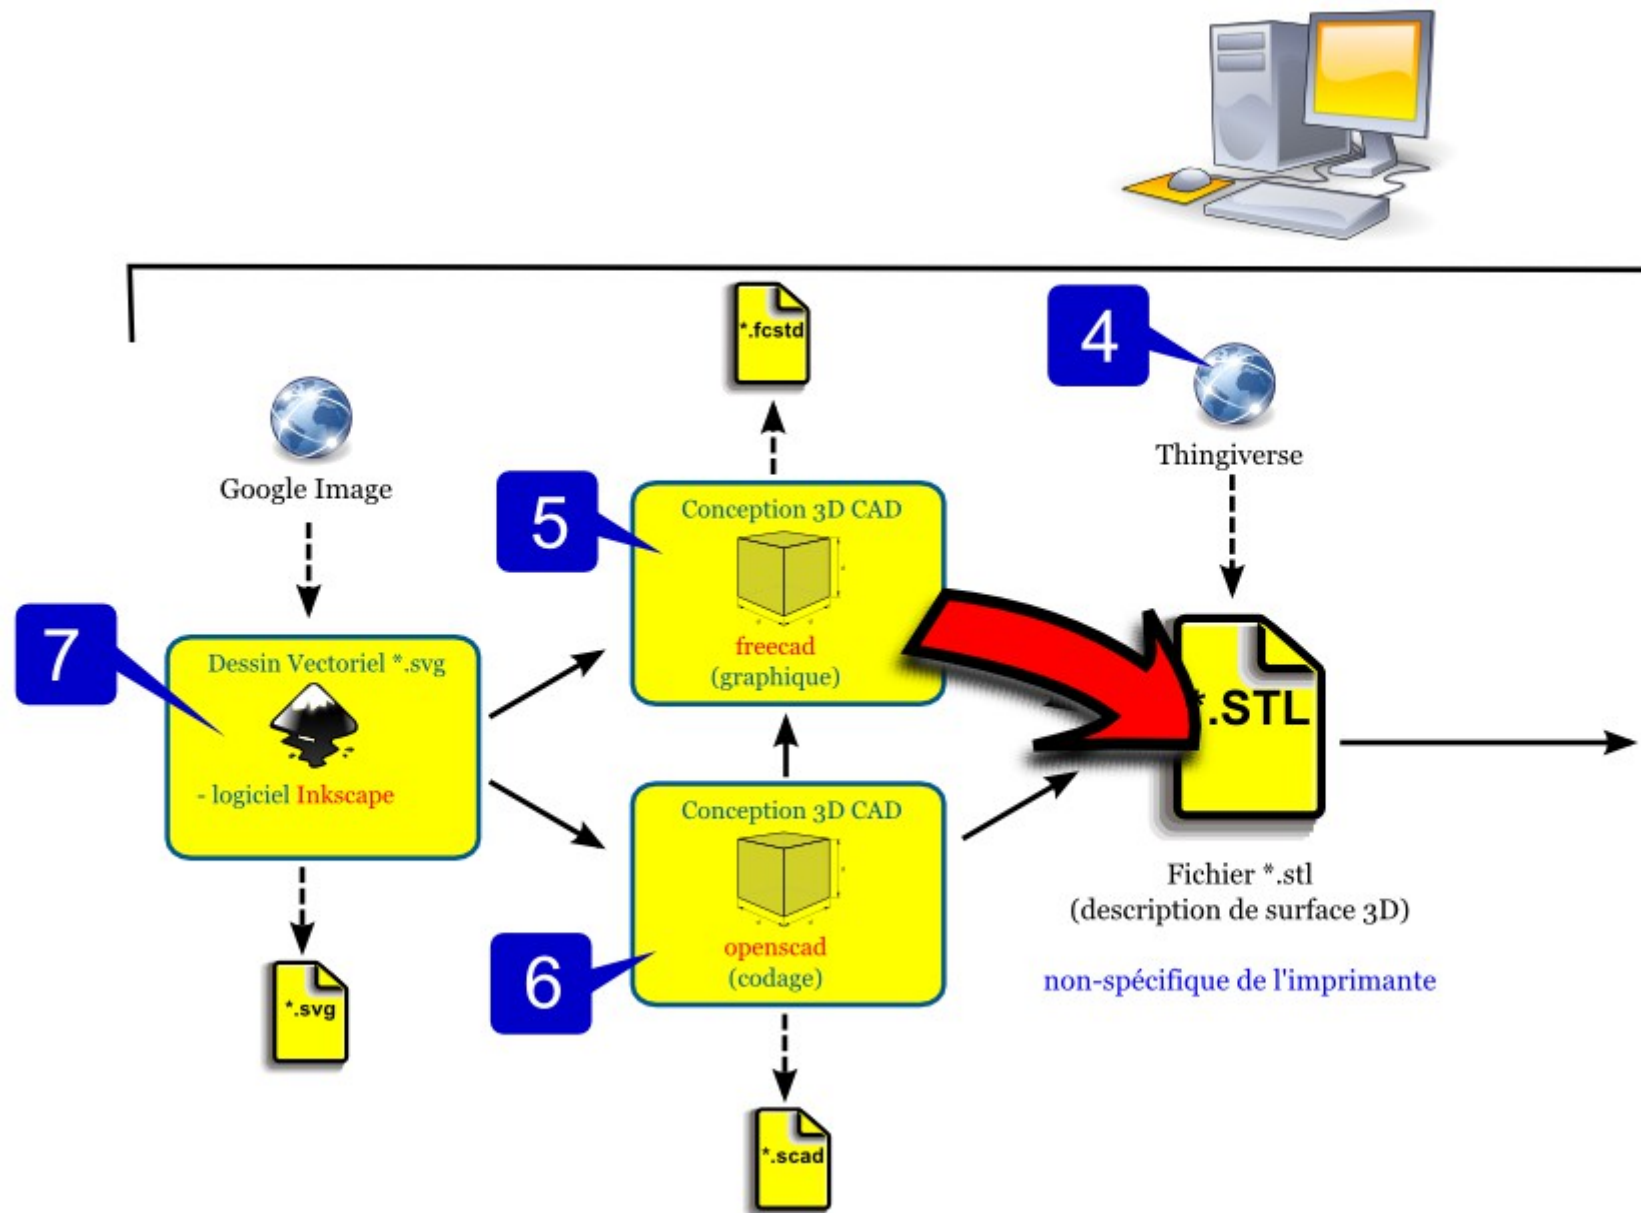 *.fcstd
4
Google Image
Thingiverse
5
Conception 3D CAD
freecad
(graphique)
7
Dessin Vectoriel *.svg
- logiciel Inkscape
*.STL
Conception 3D CAD
openscad
(codage)
6
Fichier *.stl
(description de surface 3D)
non-spécifique de l'imprimante
*.svg
*.scad